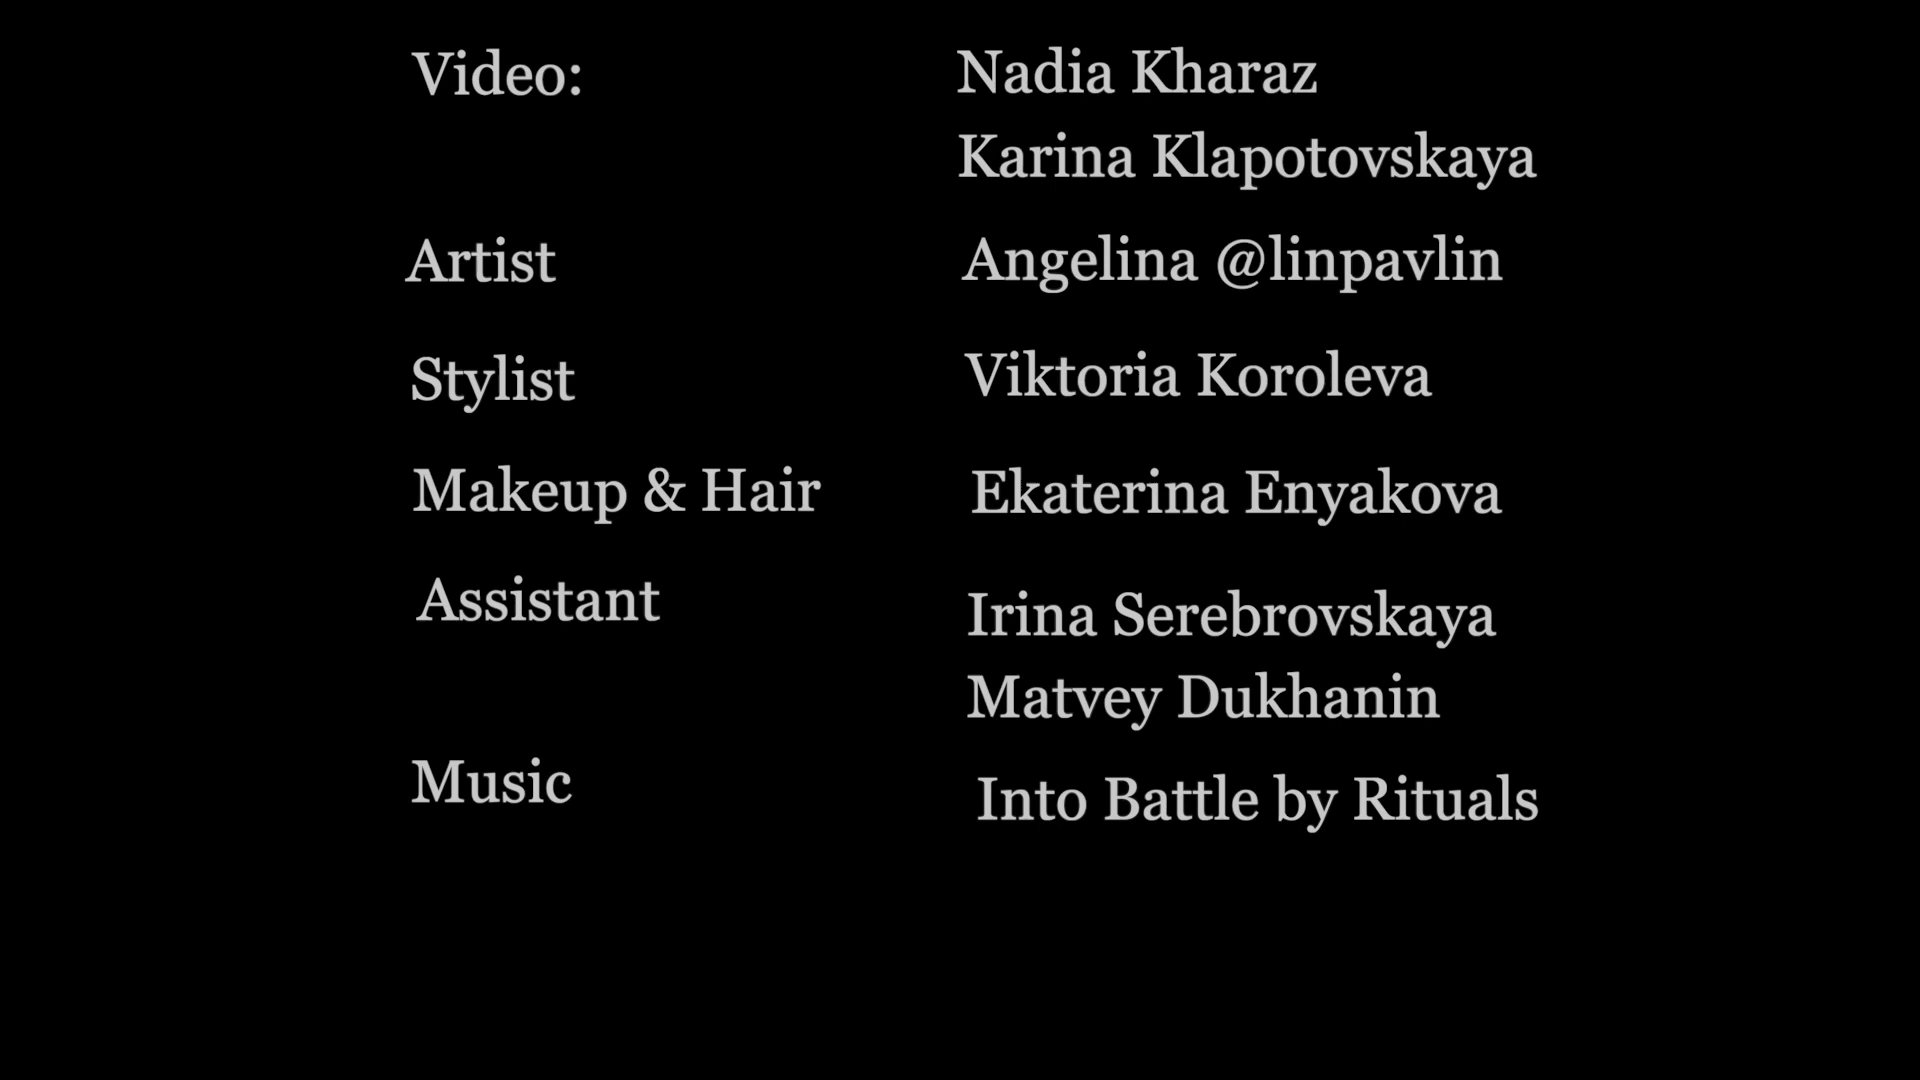 Video: Nadia Kharaz
Karina Klapotovskaya
Artist Angelina @linpavlin
Stylist Viktoria Koroleva
Makeup & Hair Ekaterina Enyakova
Assistant Irina Serebrovskaya
Matvey Dukhanin
Music Into Battle by Rituals